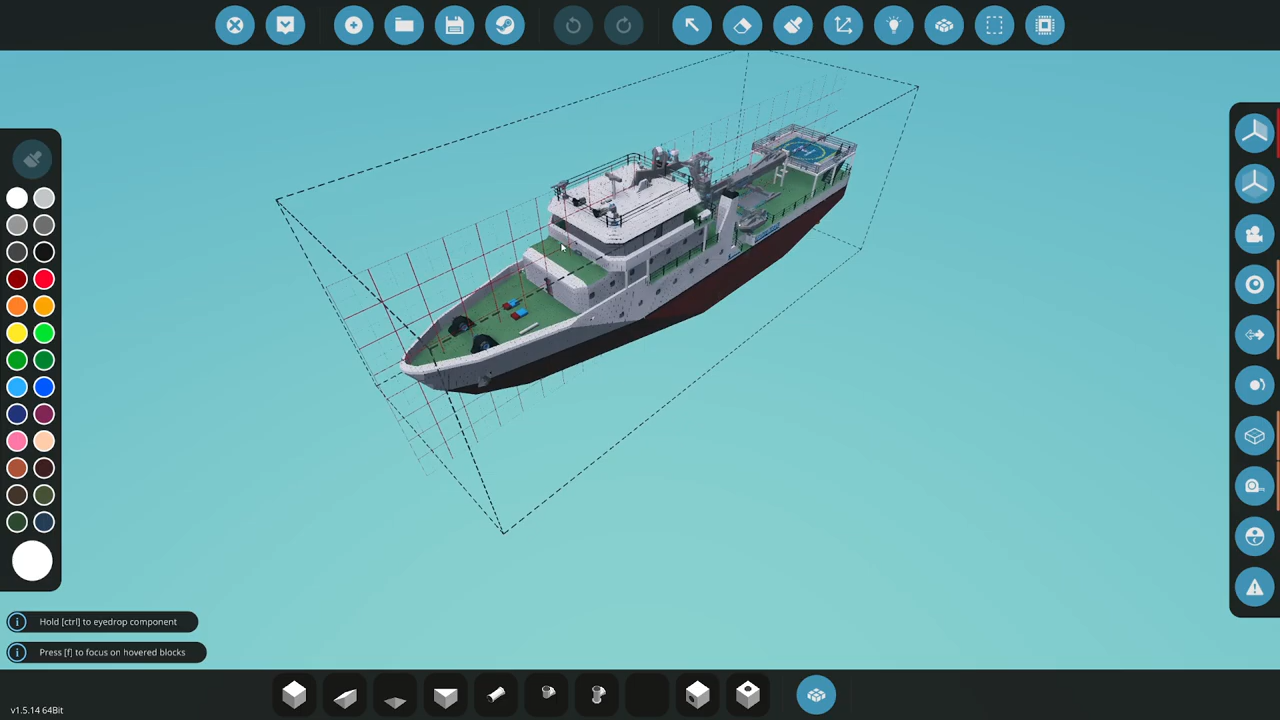 H
Hold [ctrl] to eyedrop component
Press [f] to focus on hovered blocks
v1.5.14 64Bit